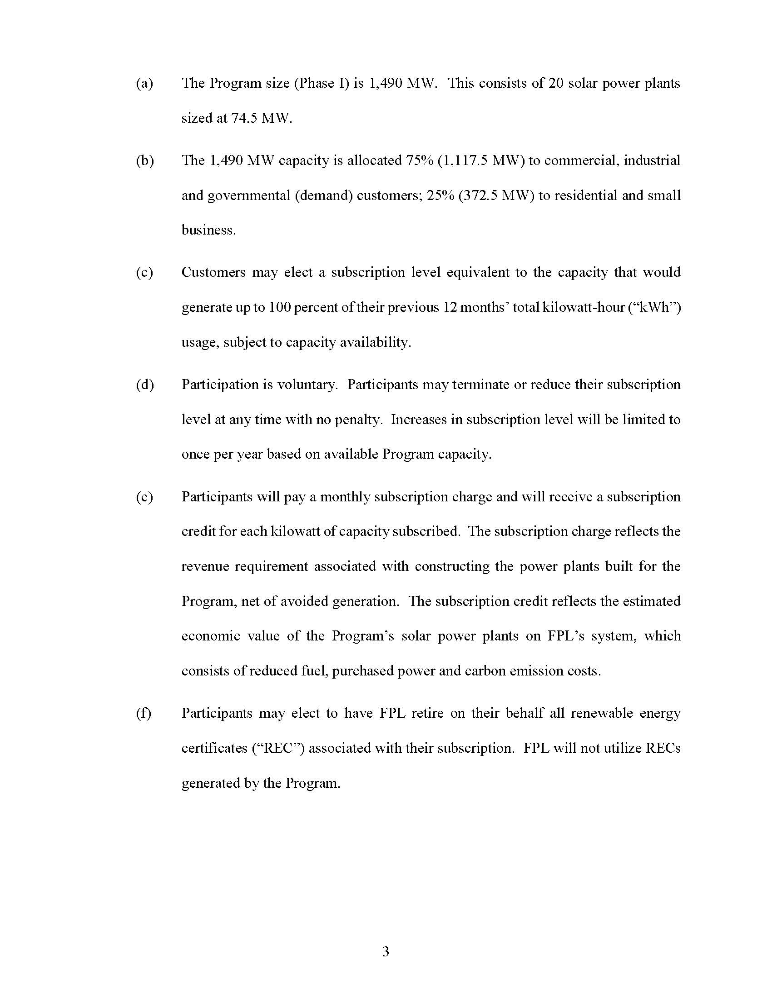 (a) The Program size (Phase I) is 1,490 MW. This consists of 20 solar power plants
sized at 74.5 MW.
(b) The 1,490 MW capacity is allocated 75% (1,117.5 MW) to commercial, industrial
and governmental (demand) customers; 25% (372.5 MW) to residential and small
business.
(c) Customers may elect a subscription level equivalent to the capacity that would
generate up to 100 percent of their previous 12 months’ total kilowatt-hour (“kWh”)
usage, subject to capacity availability.
(d) Participation is voluntary. Participants may terminate or reduce their subscription
level at any time with no penalty. Increases in subscription level will be limited to
once per year based on available Program capacity.
(e) Participants will pay a monthly subscription charge and will receive a subscription
credit for each kilowatt of capacity subscribed. The subscription charge reflects the
revenue requirement associated with constructing the power plants built for the
Program, net of avoided generation. The subscription credit reflects the estimated
economic value of the Program’s solar power plants on FPL’s system, which
consists of reduced fuel, purchased power and carbon emission costs.
(f) Participants may elect to have FPL retire on their behalf all renewable energy
certificates (“REC”) associated with their subscription. FPL will not utilize RECs
generated by the Program.
3